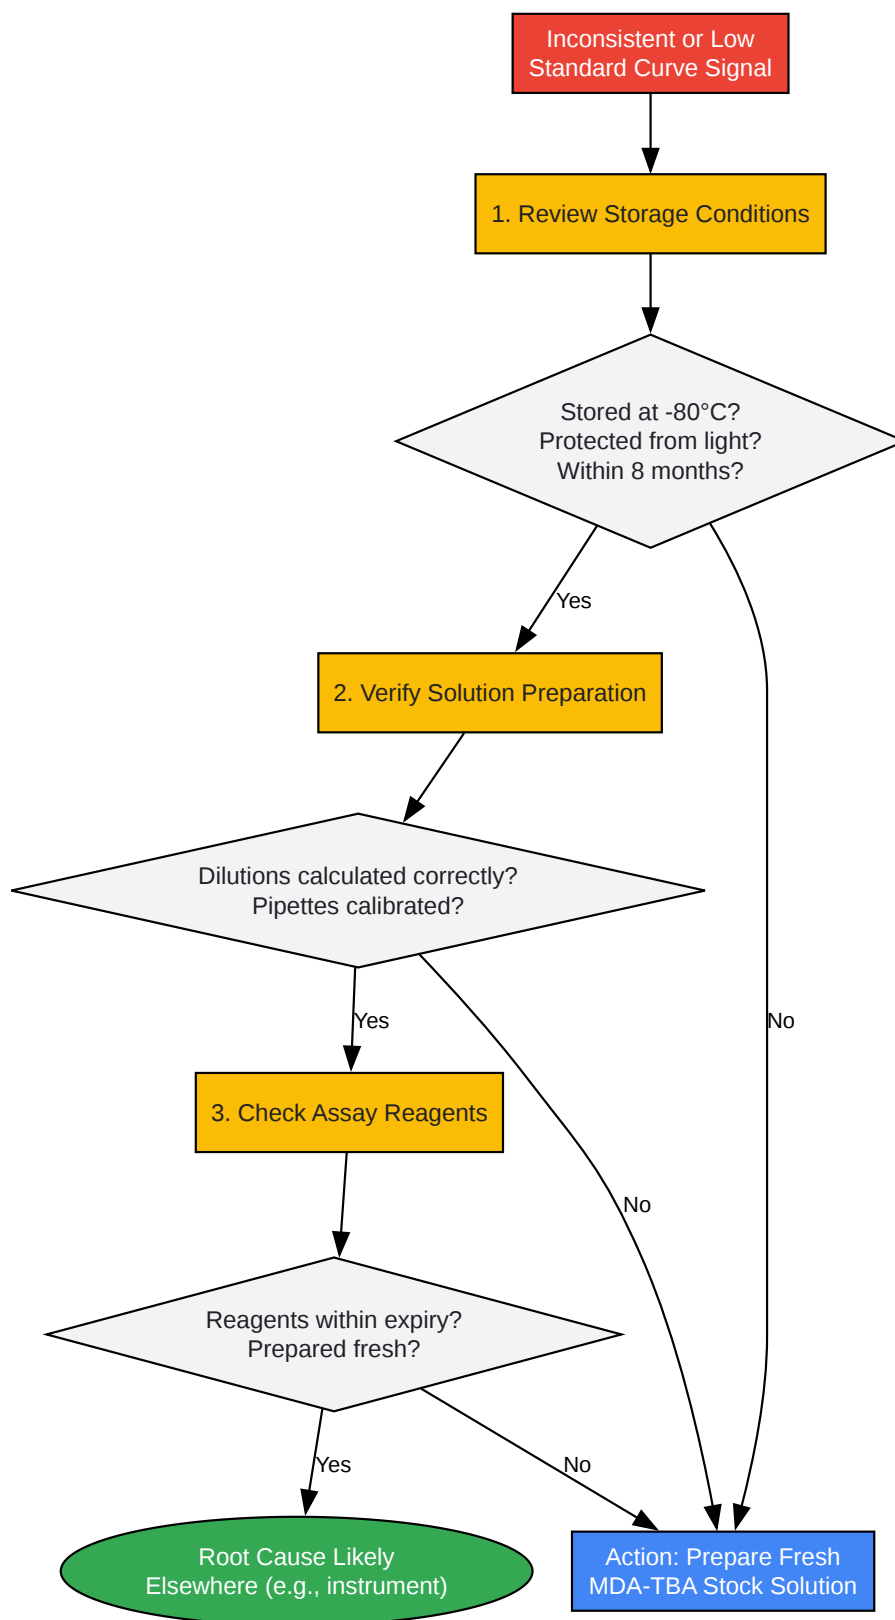 Inconsistent or Low
Standard Curve Signal
1. Review Storage Conditions
Stored at -80°C?
Protected from light?
Within 8 months?
Yes
2. Verify Solution Preparation
Dilutions calculated correctly?
Pipettes calibrated?
Yes
No
3. Check Assay Reagents
No
Reagents within expiry?
Prepared fresh?
Yes
No
Root Cause Likely
Elsewhere (e.g., instrument)
Action: Prepare Fresh
MDA-TBA Stock Solution